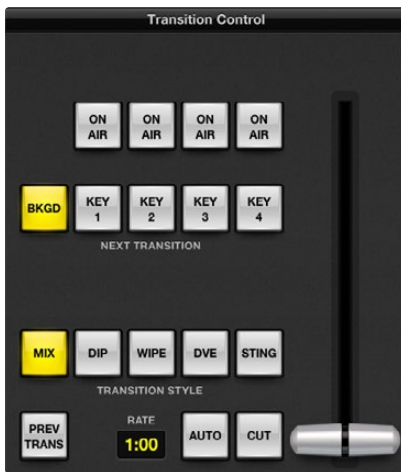 Transition Control
ON AIR
ON AIR
ON AIR
ON AIR
BKGD
KEY 1
KEY 2
KEY 3
KEY 4
NEXT TRANSITION
MIX
DIP
WIPE
DVE
STING
TRANSITION STYLE
PREV TRANS
RATE
1:00
AUTO
CUT